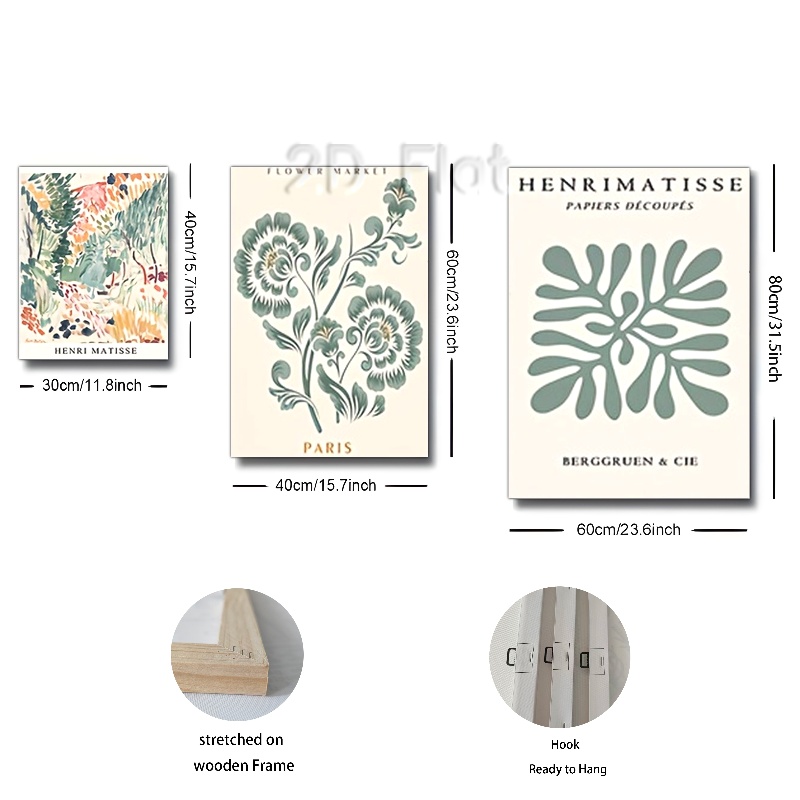 2D Flat
FLOWER MARKET
HENRIMATISSE
PAPIERS DÉCOUPÉS
40cm/15.7inch
60cm/23.6inch
80cm/31.5inch
HENRI MATISSE
30cm/11.8inch
PARIS
BERGGRUEN & CIE
40cm/15.7inch
60cm/23.6inch
stretched on
wooden Frame
Hook
Ready to Hang